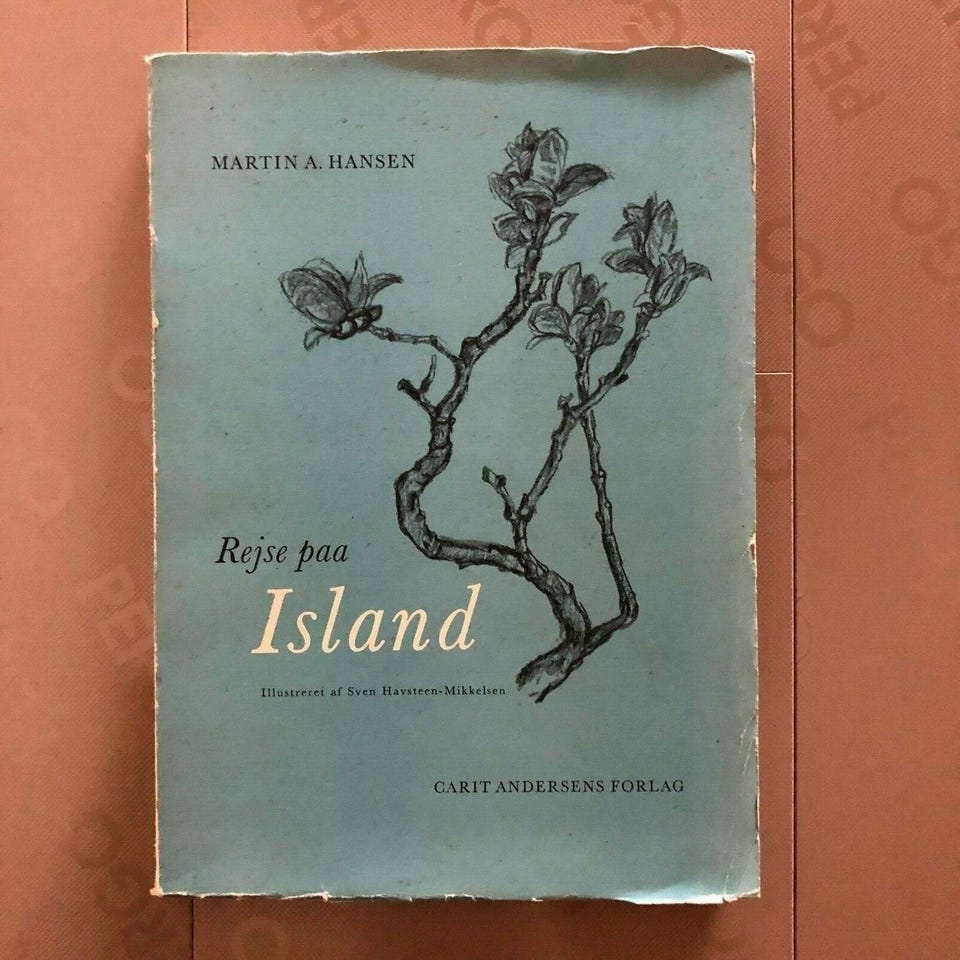 MARTIN A. HANSEN
Rejse paa
Island
Illustreret af Sven Havsteen-Mikkelsen
CARIT ANDERSENS FORLAG